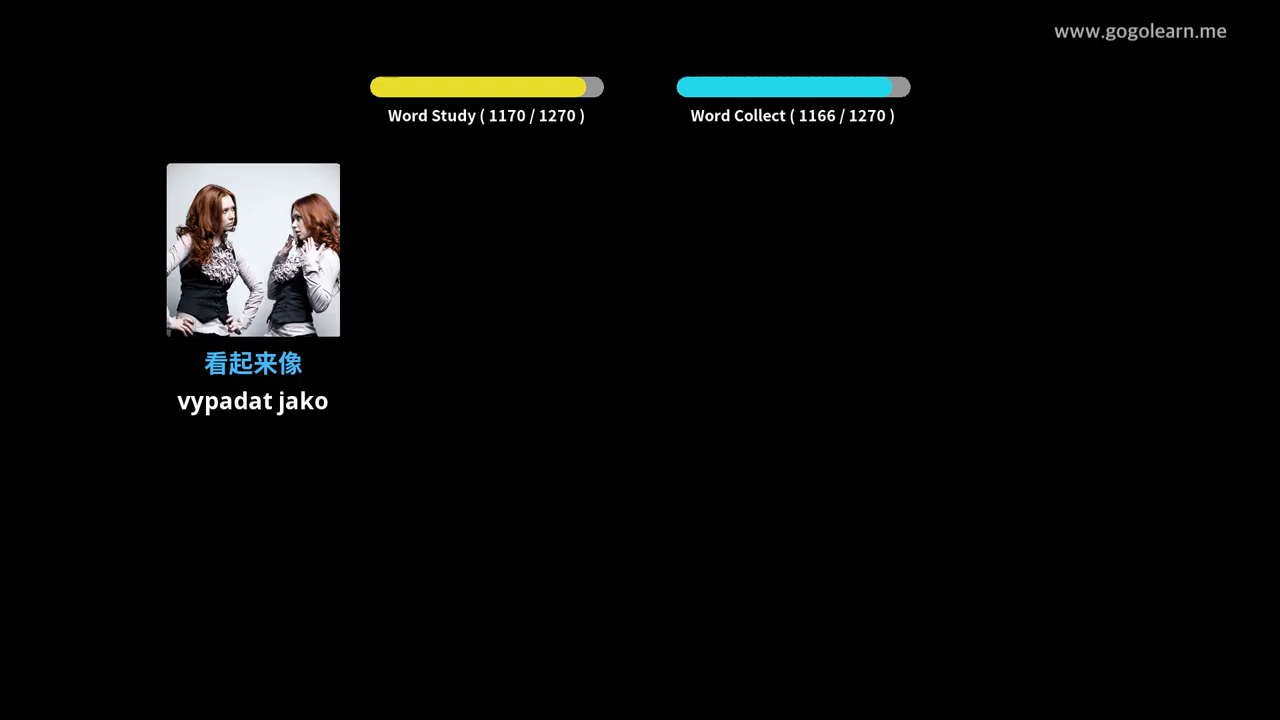 www.gogolearn.me
Word Study ( 1170 / 1270 )
Word Collect ( 1166 / 1270 )
看起来像
vypadat jako